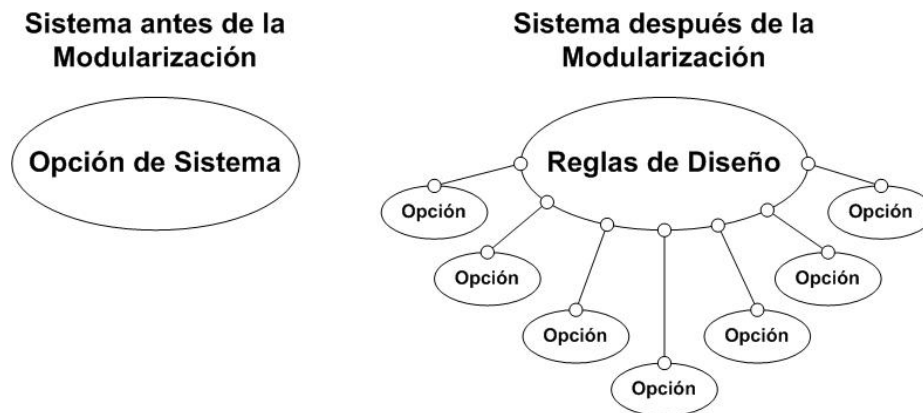 Sistema antes de la
Modularización
Opción de Sistema
Sistema después de la
Modularización
Reglas de Diseño
Opción
Opción
Opción
Opción
Opción
Opción
Opción